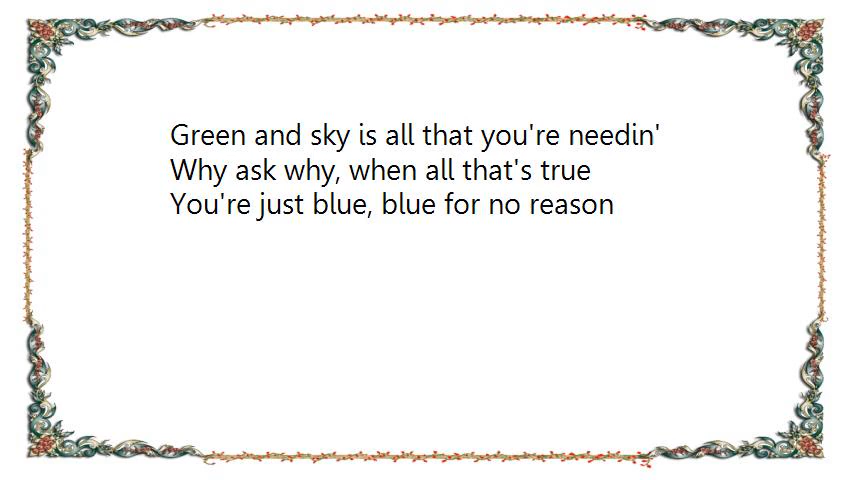 Green and sky is all that you're needin'
Why ask why, when all that's true
You're just blue, blue for no reason